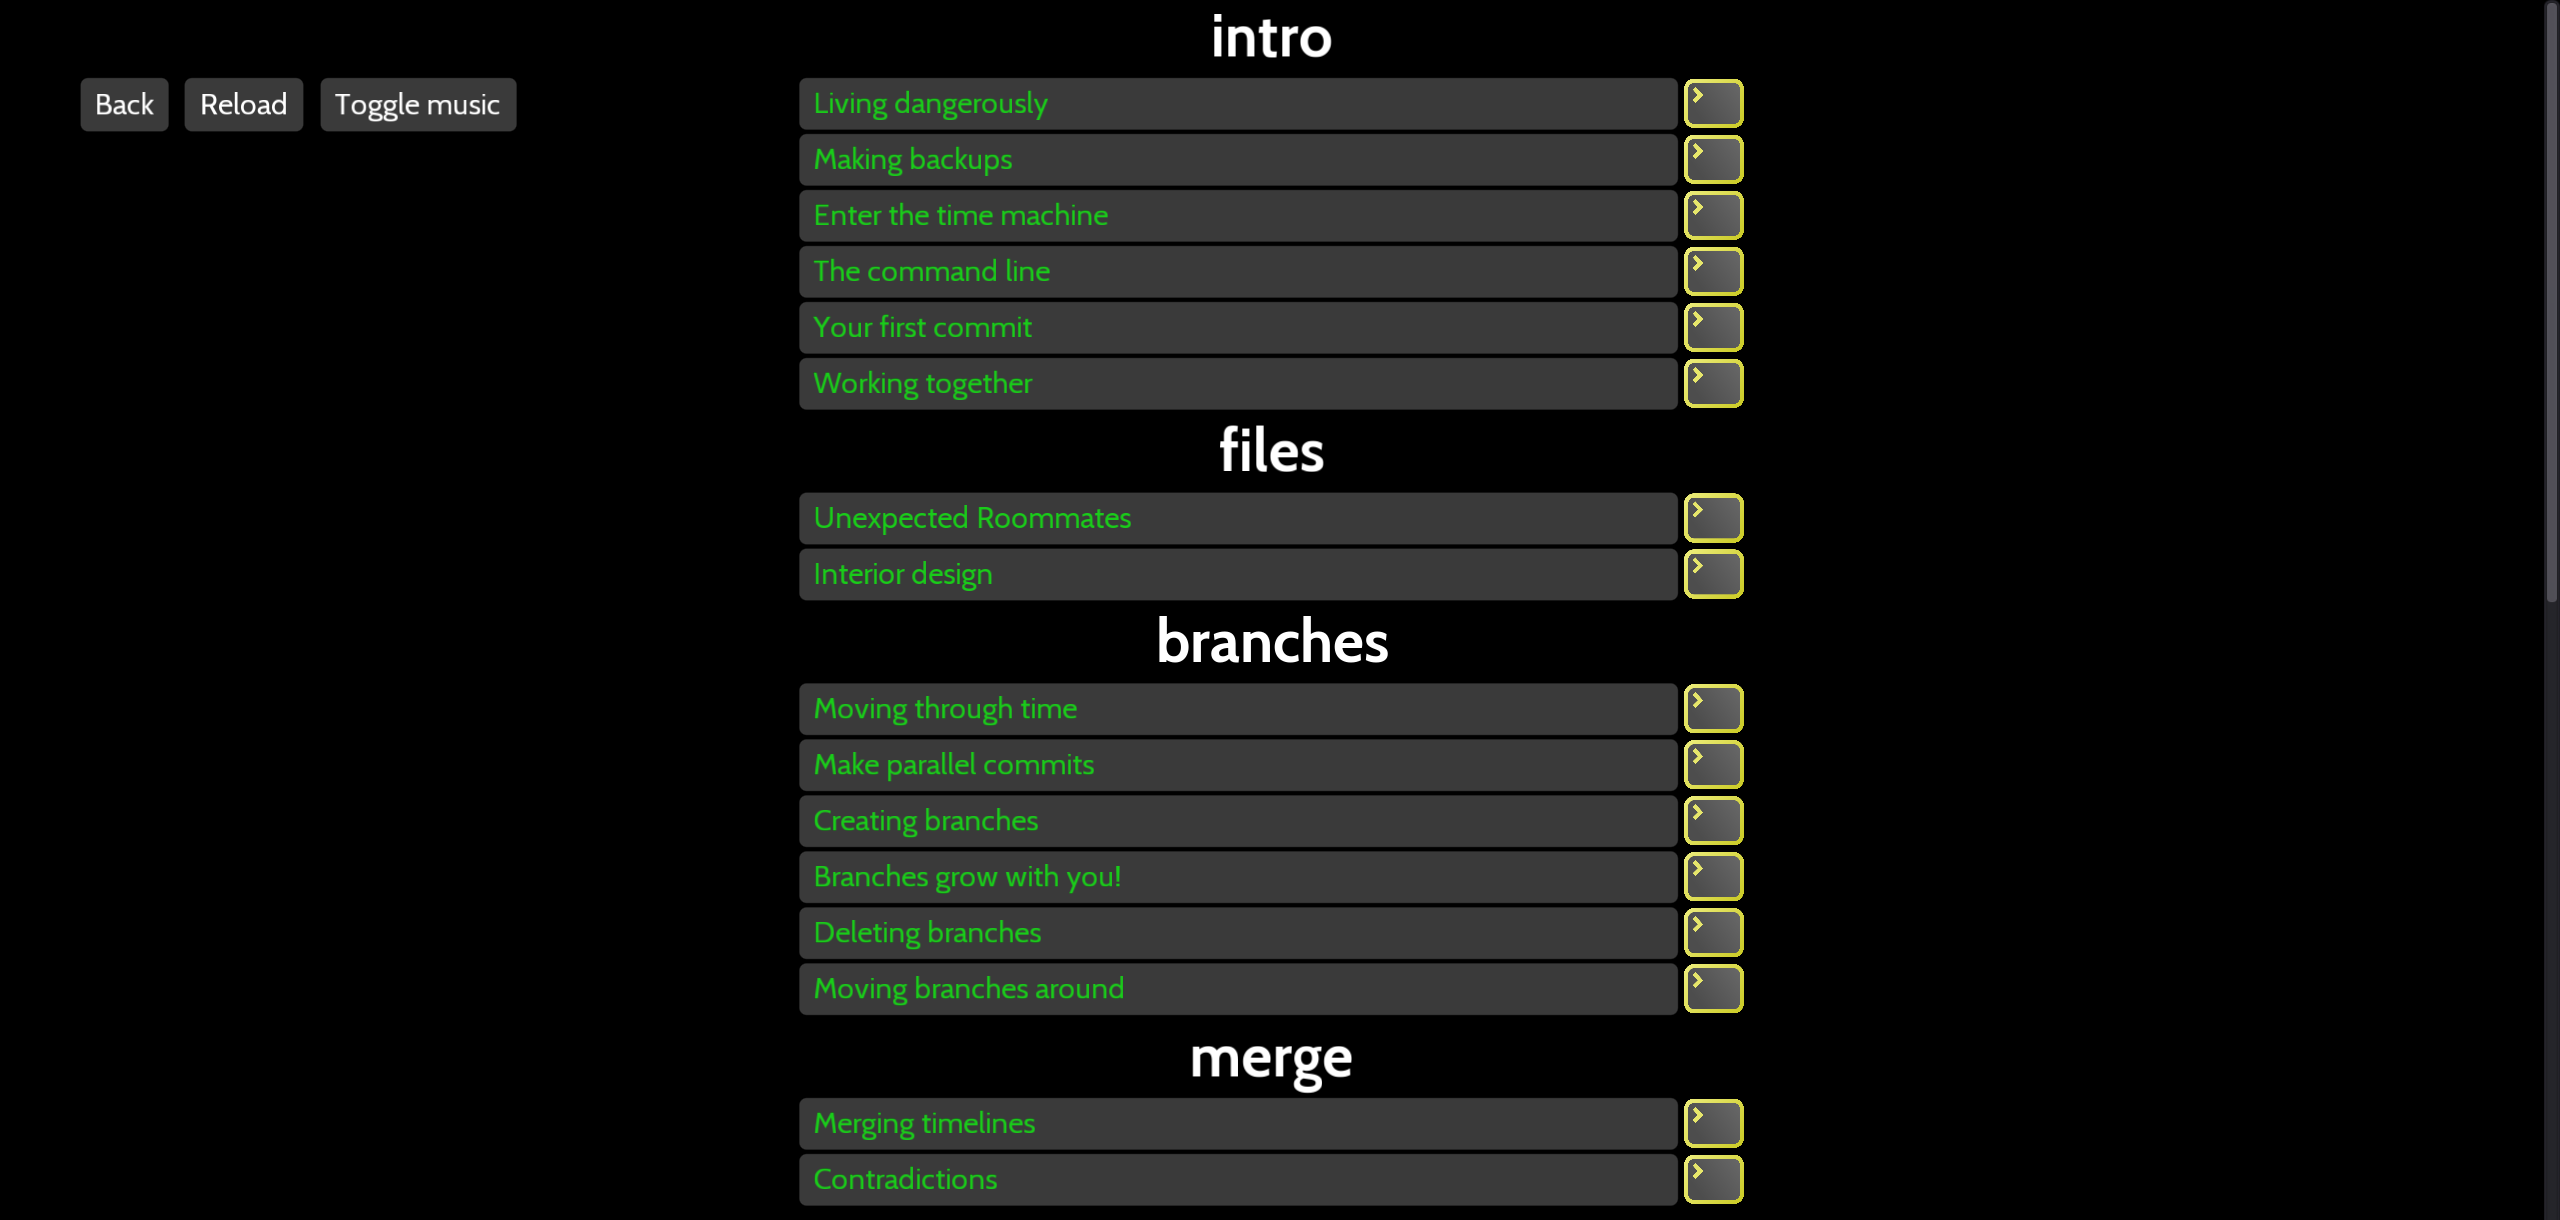 intro
Back
Reload
Toggle music
Living dangerously
Making backups
Enter the time machine
The command line
Your first commit
Working together
files
Unexpected Roommates
Interior design
branches
Moving through time
Make parallel commits
Creating branches
Branches grow with you!
Deleting branches
Moving branches around
merge
Merging timelines
Contradictions